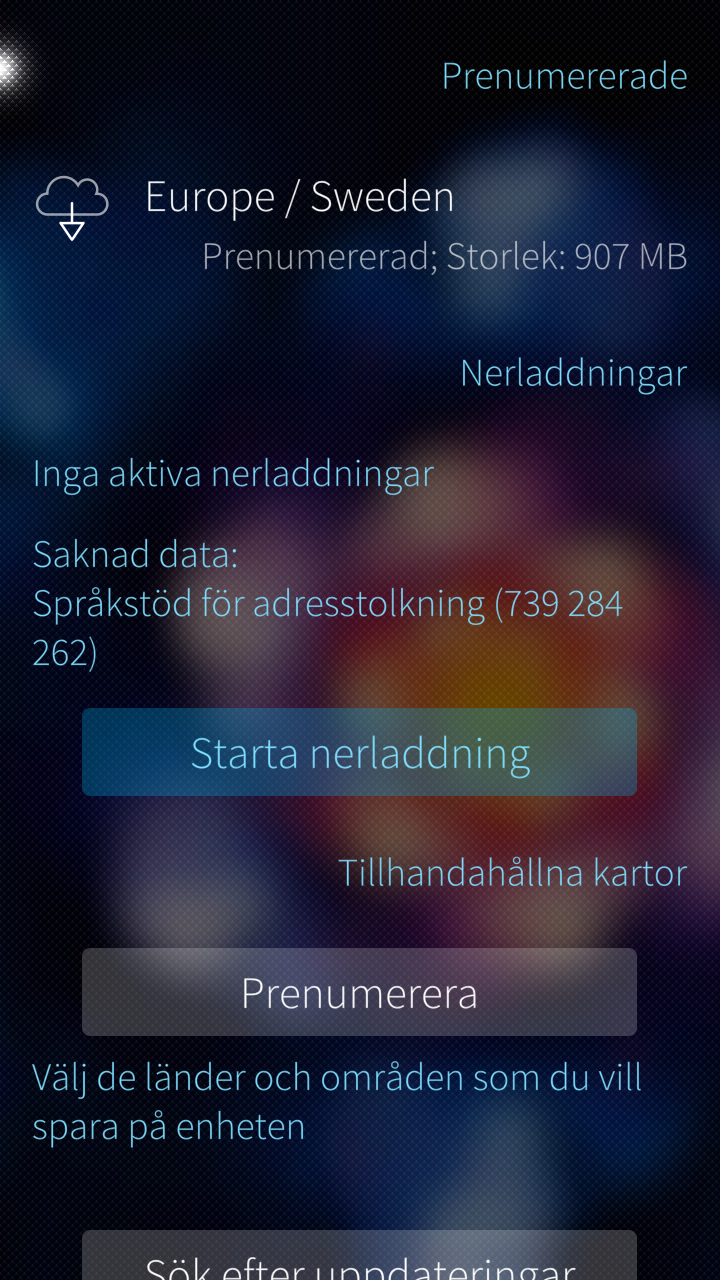 Prenumererade
Europe / Sweden
Prenumererad; Storlek: 907 MB
Nerladdningar
Inga aktiva nerladdningar
Saknad data:
Språkstöd för adresstolkning (739 284
262)
Starta nerladdning
Tillhandahållna kartor
Prenumerera
Välj de länder och områden som du vill
spara på enheten
Sök efter uppdateringar